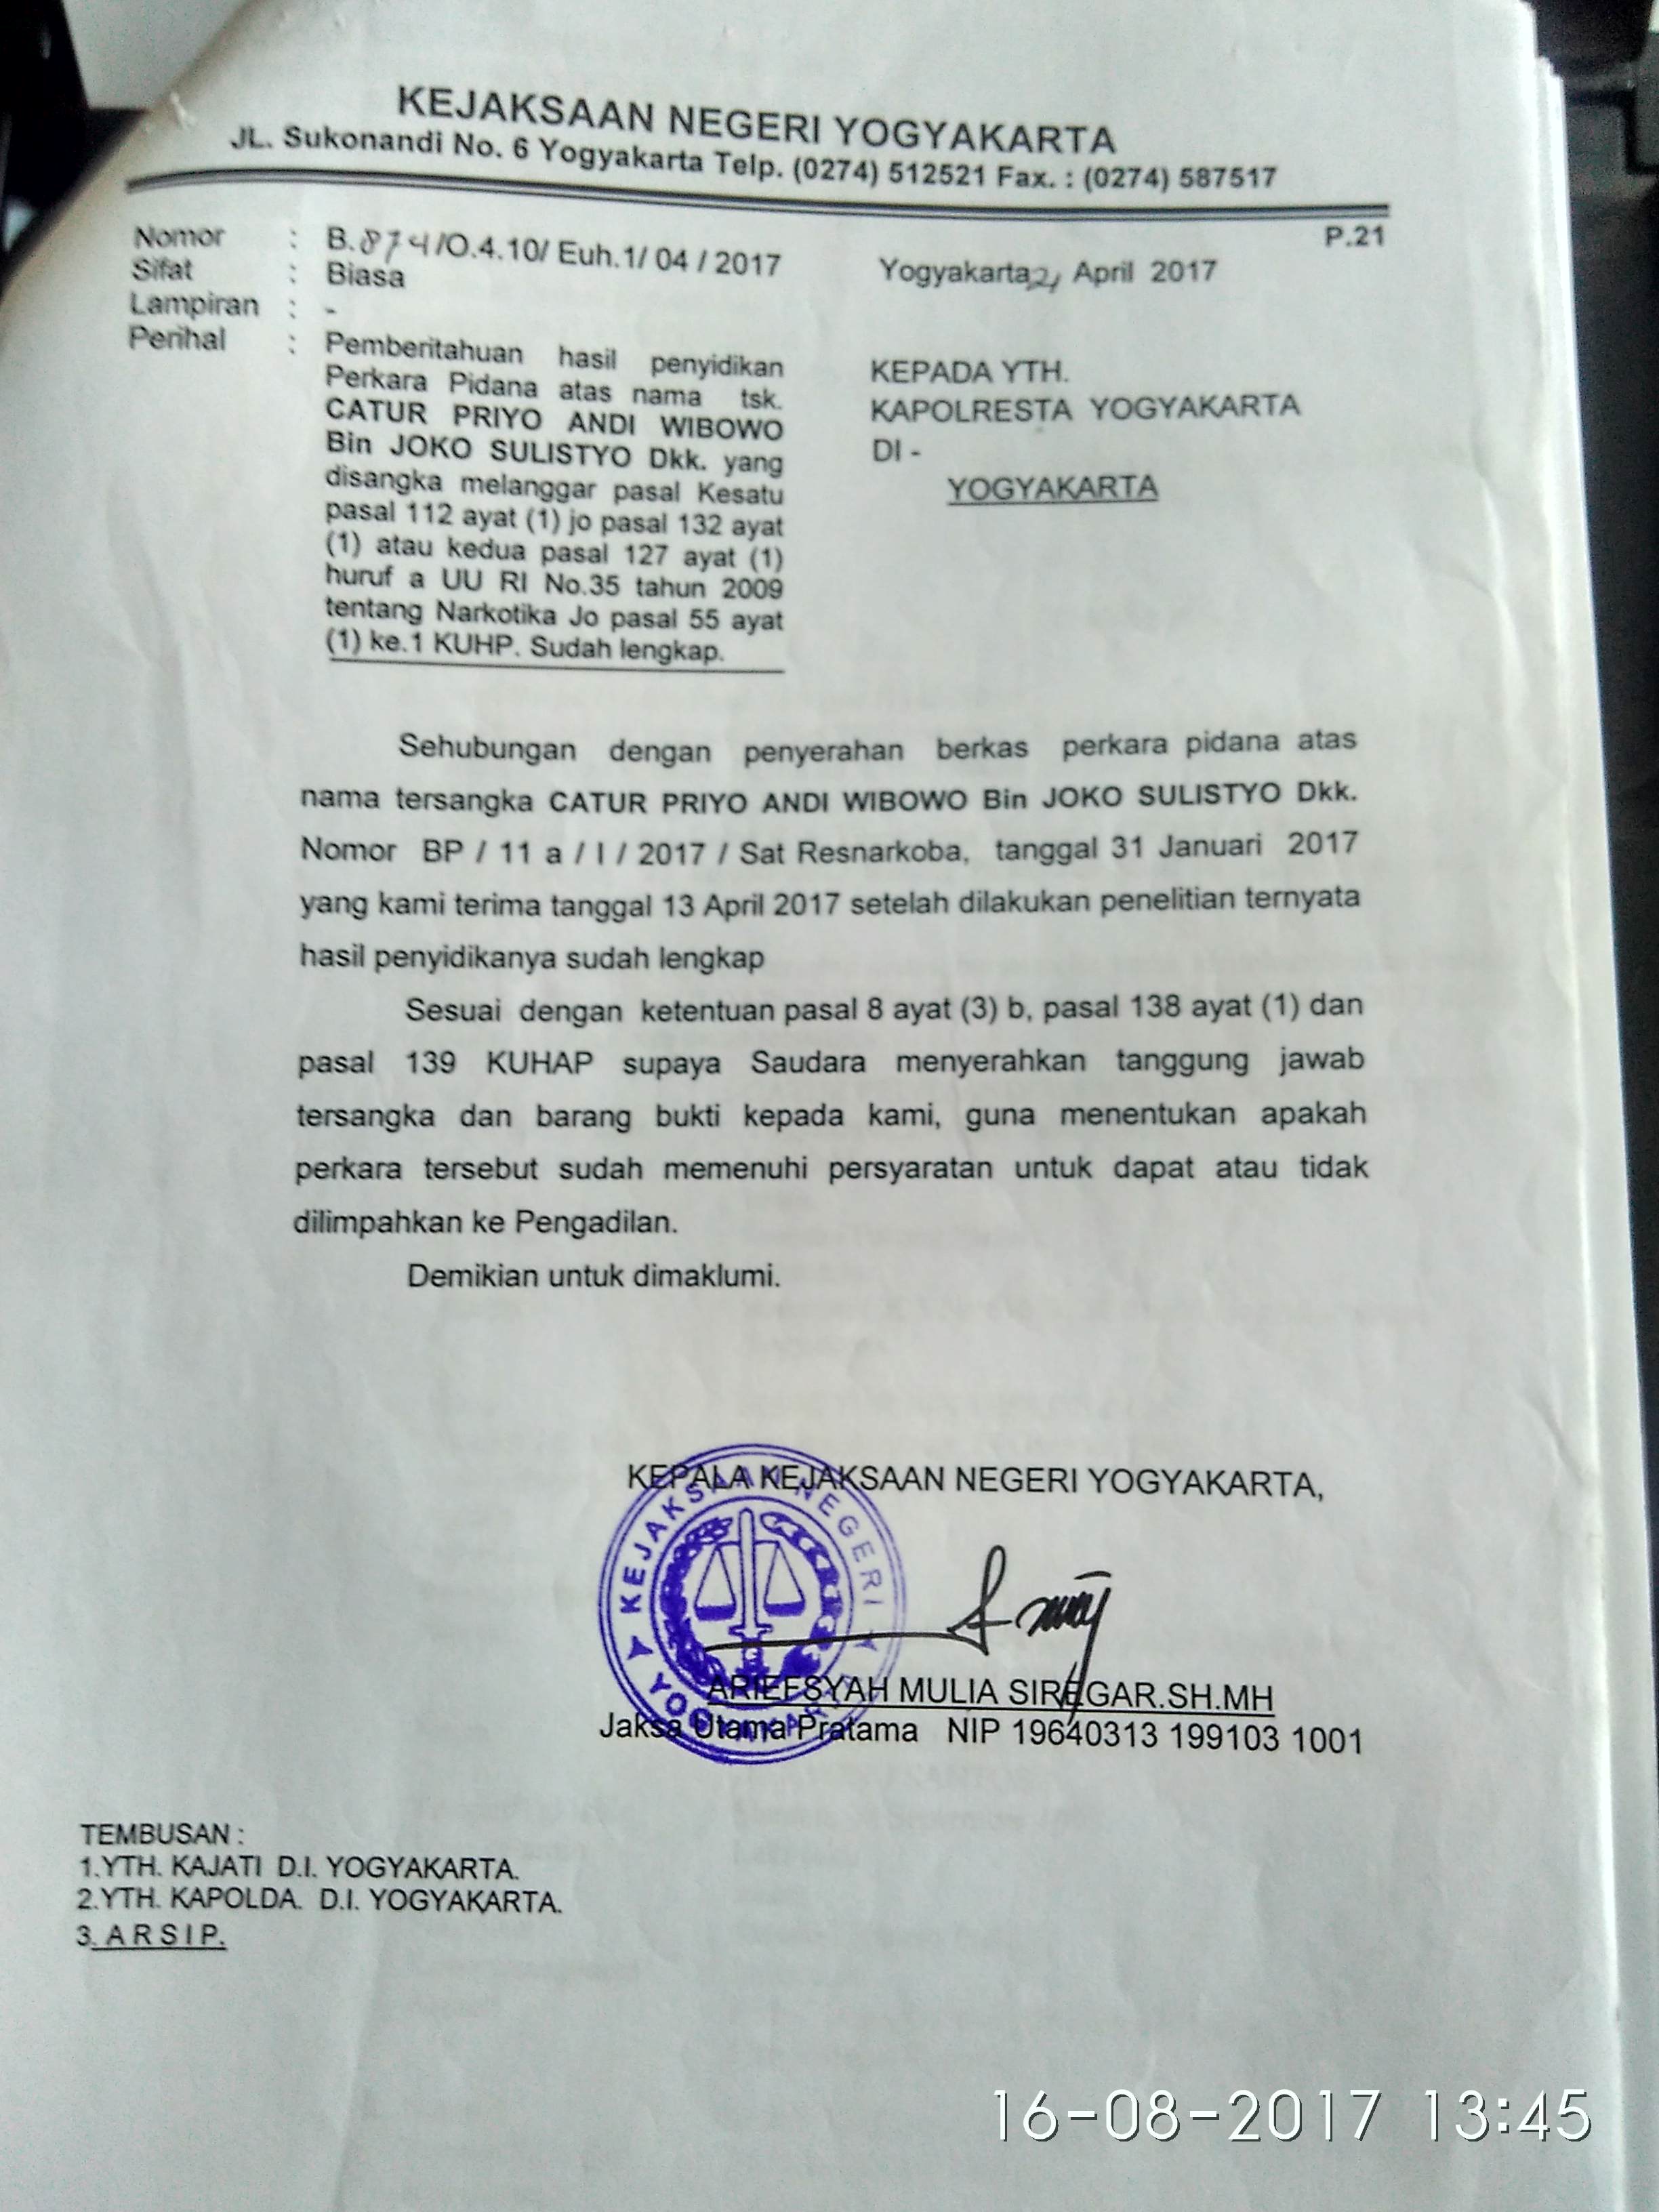 KEJAKSAAN NEGERI YOGYAKARTA
JL. Sukonandi No. 6 Yogyakarta Telp. (0274) 512521 Fax. : (0274) 587517
P.21
Nomor : B.874/O.4.10/ Euh.1/ 04 / 2017
Sifat : Biasa
Lampiran : -
Perihal : Pemberitahuan hasil penyidikan
Perkara Pidana atas nama tsk.
CATUR PRIYO ANDI WIBOWO
Bin JOKO SULISTYO Dkk. yang
disangka melanggar pasal Kesatu
pasal 112 ayat (1) jo pasal 132 ayat
(1) atau kedua pasal 127 ayat (1)
huruf a UU RI No.35 tahun 2009
tentang Narkotika Jo pasal 55 ayat
(1) ke.1 KUHP. Sudah lengkap.
Yogyakarta, April 2017
KEPADA YTH.
KAPOLRESTA YOGYAKARTA
DI -
YOGYAKARTA
Sehubungan dengan penyerahan berkas perkara pidana atas
nama tersangka CATUR PRIYO ANDI WIBOWO Bin JOKO SULISTYO Dkk.
Nomor BP / 11 a / I / 2017 / Sat Resnarkoba, tanggal 31 Januari 2017
yang kami terima tanggal 13 April 2017 setelah dilakukan penelitian ternyata
hasil penyidikanya sudah lengkap
Sesuai dengan ketentuan pasal 8 ayat (3) b, pasal 138 ayat (1) dan
pasal 139 KUHAP supaya Saudara menyerahkan tanggung jawab
tersangka dan barang bukti kepada kami, guna menentukan apakah
perkara tersebut sudah memenuhi persyaratan untuk dapat atau tidak
dilimpahkan ke Pengadilan.
Demikian untuk dimaklumi.
KEPALA KEJAKSAAN NEGERI YOGYAKARTA,
KEJAKSAAN NEGERI
YOGYAKARTA
ARIEFSYAH MULIA SIREGAR.SH.MH
Jaksa Utama Pratama NIP 19640313 199103 1001
TEMBUSAN :
1.YTH. KAJATI D.I. YOGYAKARTA.
2.YTH. KAPOLDA. D.I. YOGYAKARTA.
3. A R S I P.
16-08-2017 13:45